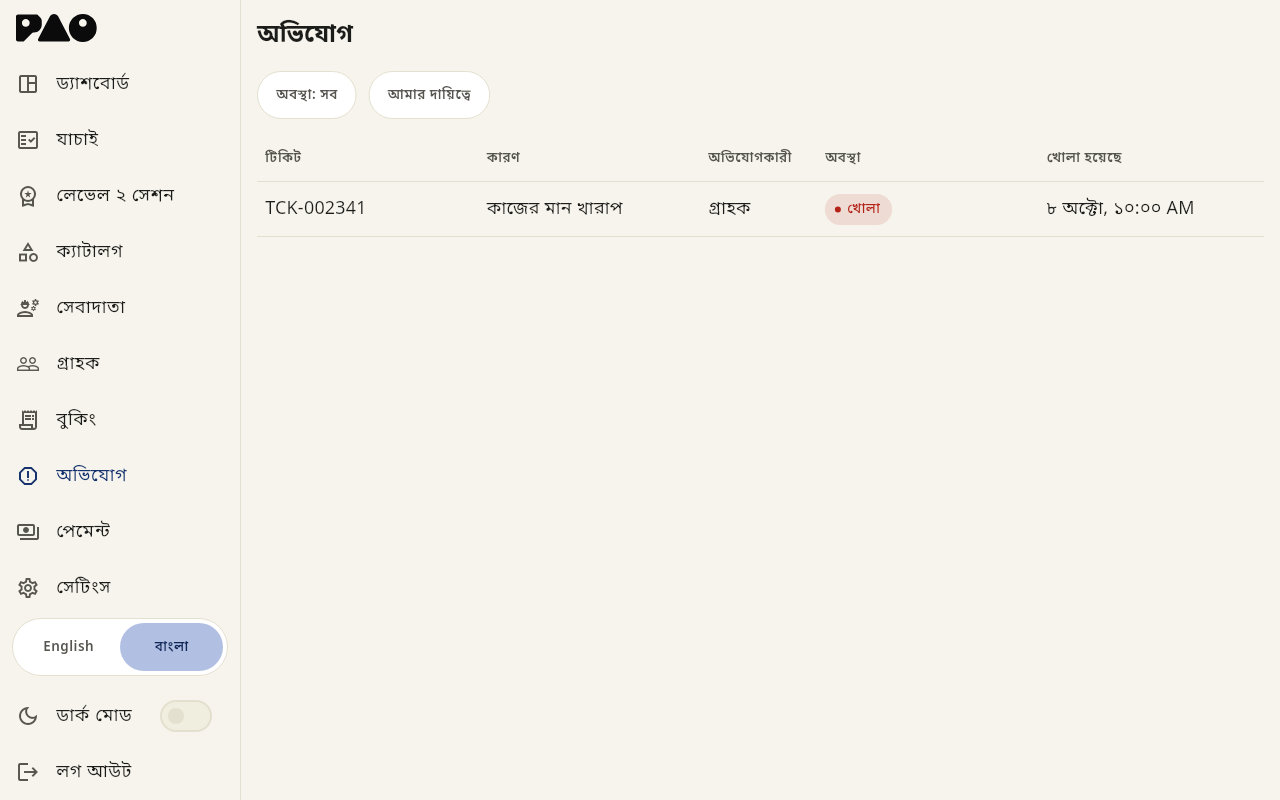 PAO
ড্যাশবোর্ড
যাচাই
লেভেল ২ সেশন
ক্যাটালগ
সেবাদাতা
গ্রাহক
বুকিং
অভিযোগ
পেমেন্ট
সেটিংস
English বাংলা
ডার্ক মোড
লগ আউট
অভিযোগ
অবস্থা: সব আমার দায়িত্বে
টিকিট কারণ অভিযোগকারী অবস্থা খোলা হয়েছে
TCK-002341 কাজের মান খারাপ গ্রাহক খোলা ৮ অক্টো, ১০:০০ AM